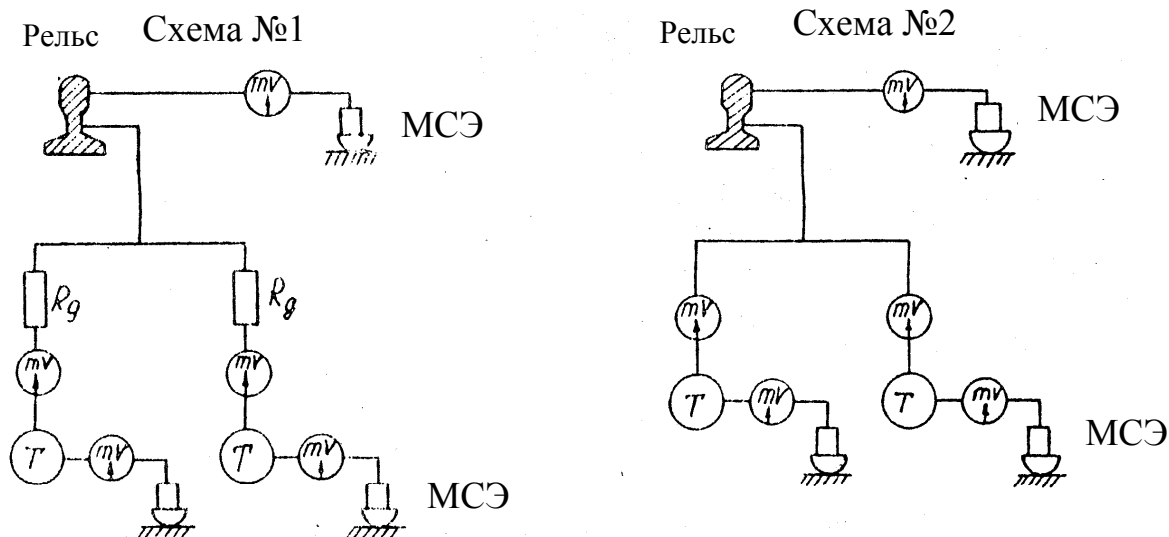 Рельс Схема №1
mV
МСЭ
Rg Rg
mV mV
T mV T mV
МСЭ
Рельс Схема №2
mV
МСЭ
mV mV
T mV T mV
МСЭ